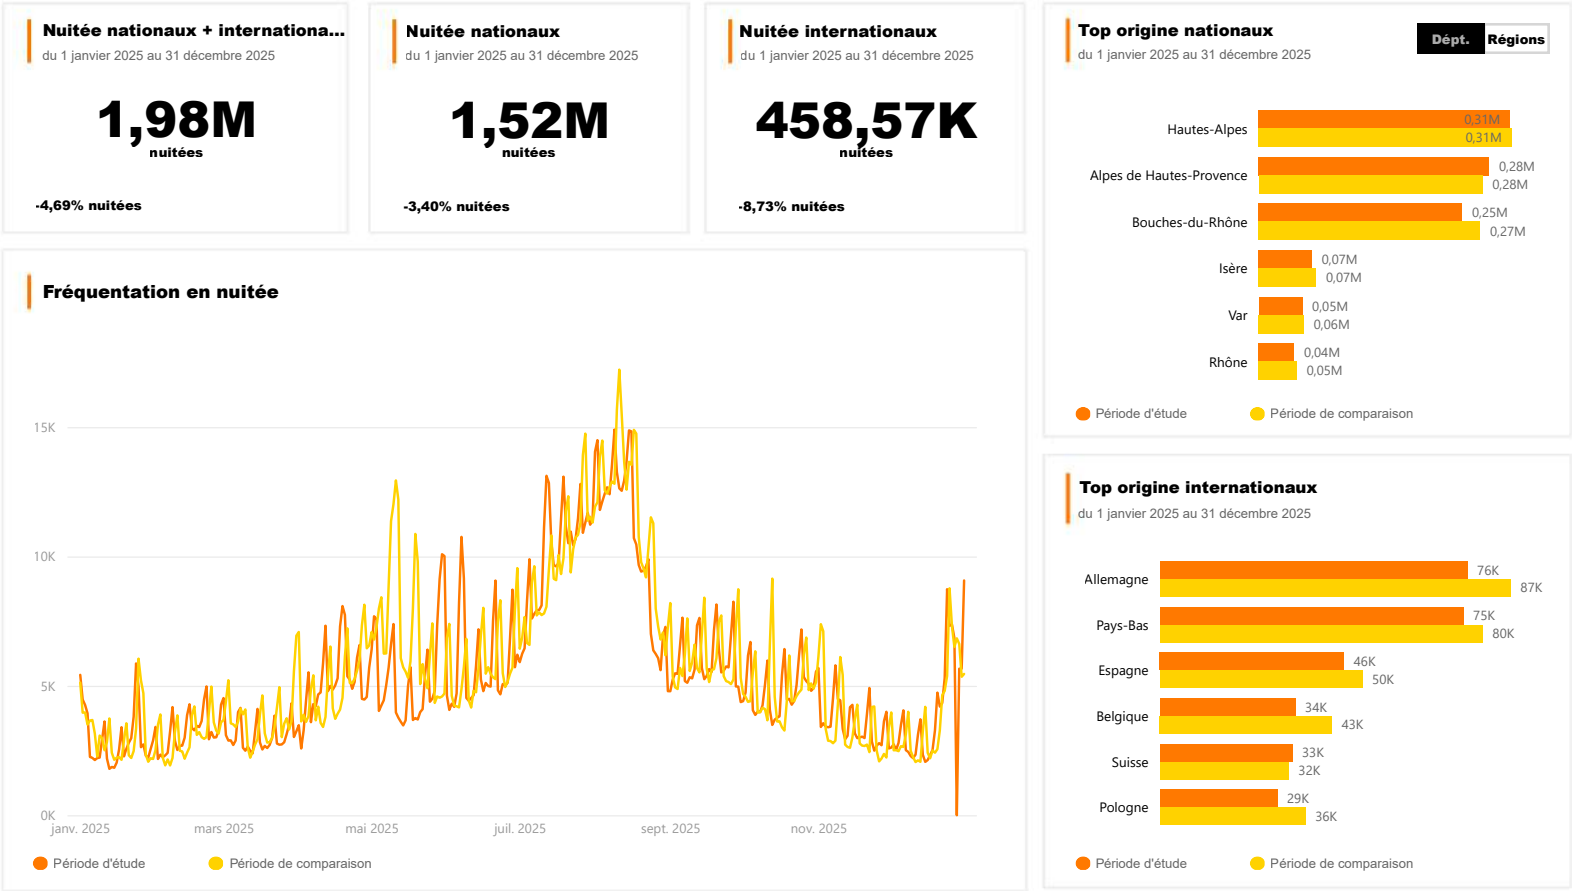 Nuitée nationaux + internationa...
du 1 janvier 2025 au 31 décembre 2025
1,98M
nuitées
-4,69% nuitées
Nuitée nationaux
du 1 janvier 2025 au 31 décembre 2025
1,52M
nuitées
-3,40% nuitées
Nuitée internationaux
du 1 janvier 2025 au 31 décembre 2025
458,57K
nuitées
-8,73% nuitées
Top origine nationaux
du 1 janvier 2025 au 31 décembre 2025
Dépt. Régions
Hautes-Alpes
0,31M
0,31M
Alpes de Hautes-Provence
0,28M
0,28M
Bouches-du-Rhône
0,25M
0,27M
Isère
0,07M
0,07M
Var
0,05M
0,06M
Rhône
0,04M
0,05M
Période d'étude
Période de comparaison
Fréquentation en nuitée
15K
10K
5K
0K
janv. 2025 mars 2025 mai 2025 juil. 2025 sept. 2025 nov. 2025
Période d'étude
Période de comparaison
Top origine internationaux
du 1 janvier 2025 au 31 décembre 2025
Allemagne
76K
87K
Pays-Bas
75K
80K
Espagne
46K
50K
Belgique
34K
43K
Suisse
33K
32K
Pologne
29K
36K
Période d'étude
Période de comparaison